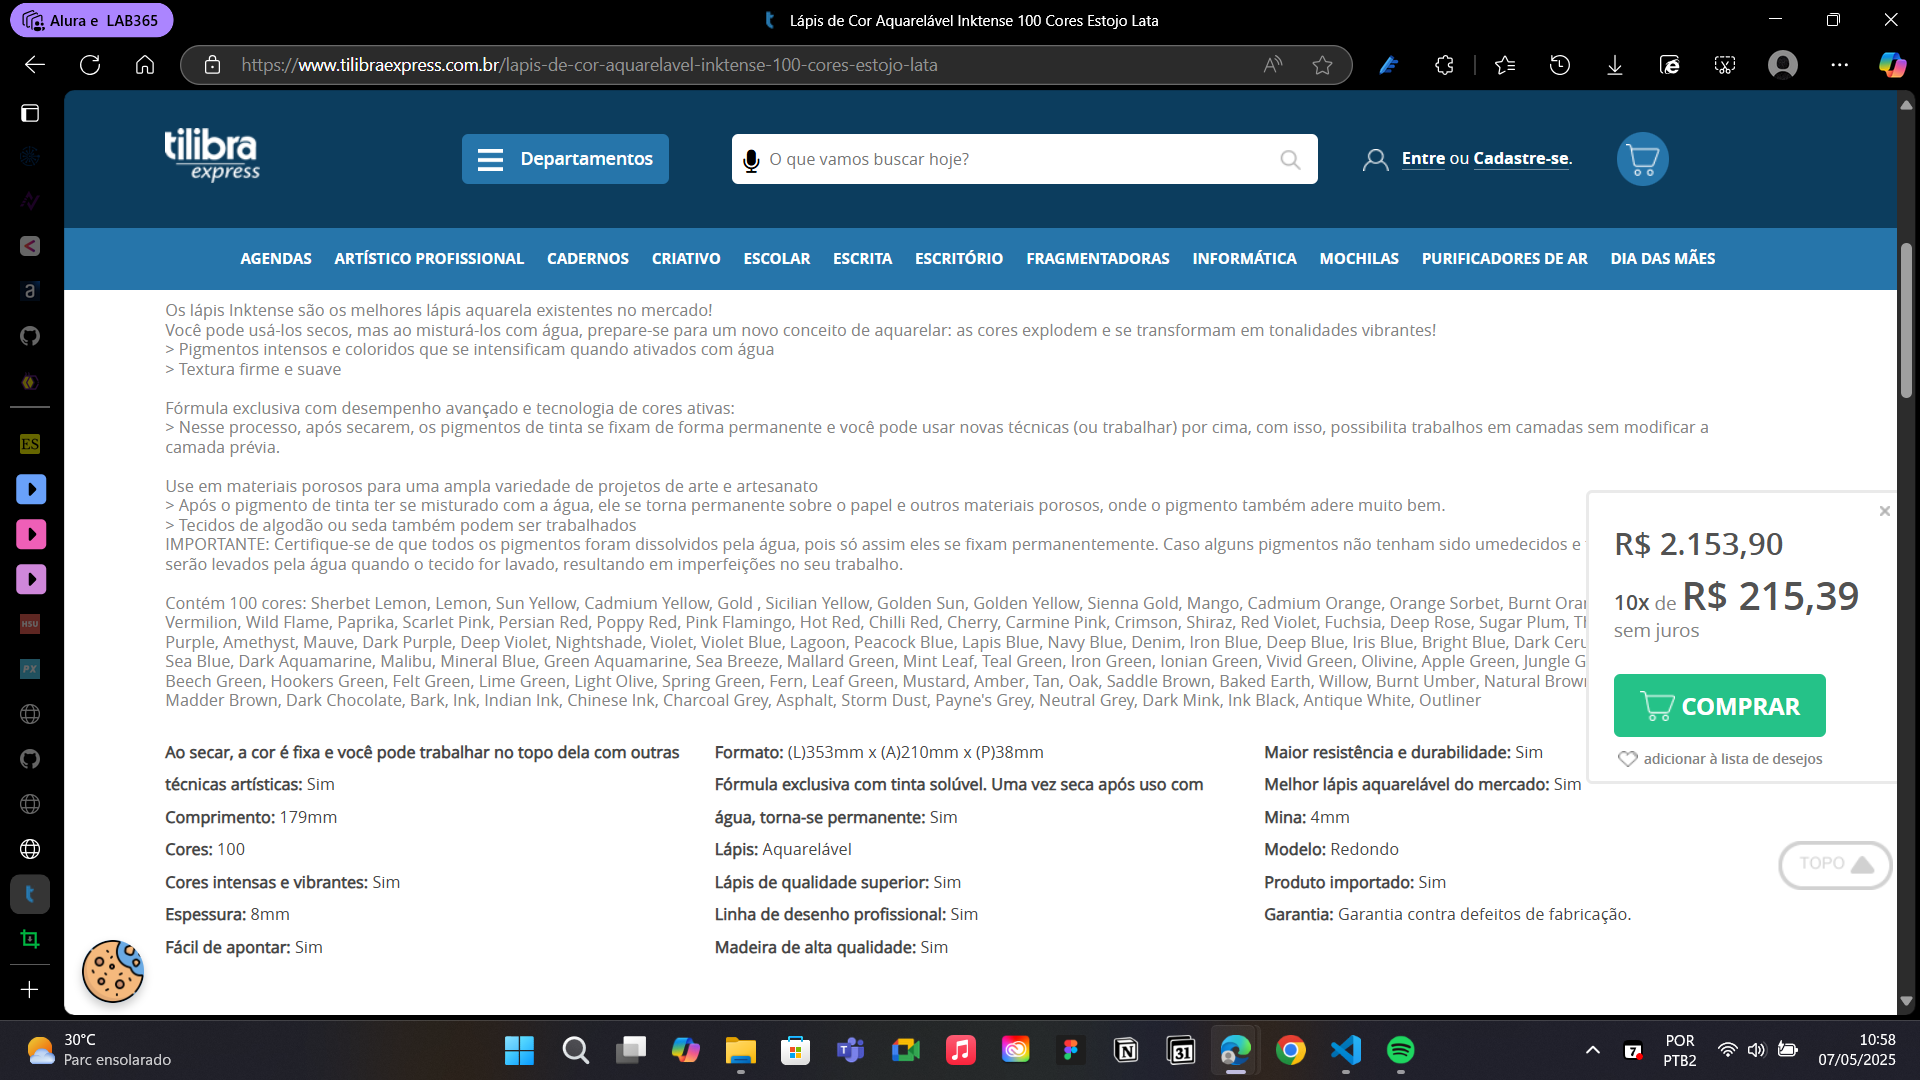 Alura e LAB365
Lápis de Cor Aquarelável Inktense 100 Cores Estojo Lata
https://www.tilibraexpress.com.br/lapis-de-cor-aquarelavel-inktense-100-cores-estojo-lata
tilibra
express
Departamentos
O que vamos buscar hoje?
Entre ou Cadastre-se.
AGENDAS ARTÍSTICO PROFISSIONAL CADERNOS CRIATIVO ESCOLAR ESCRITA ESCRITÓRIO FRAGMENTADORAS INFORMÁTICA MOCHILAS PURIFICADORES DE AR DIA DAS MÃES
Os lápis Inktense são os melhores lápis aquarela existentes no mercado!
Você pode usá-los secos, mas ao misturá-los com água, prepare-se para um novo conceito de aquarelar: as cores explodem e se transformam em tonalidades vibrantes!
> Pigmentos intensos e coloridos que se intensificam quando ativados com água
> Textura firme e suave
Fórmula exclusiva com desempenho avançado e tecnologia de cores ativas:
> Nesse processo, após secarem, os pigmentos de tinta se fixam de forma permanente e você pode usar novas técnicas (ou trabalhar) por cima, com isso, possibilita trabalhos em camadas sem modificar a
camada prévia.
Use em materiais porosos para uma ampla variedade de projetos de arte e artesanato
> Após o pigmento de tinta ter se misturado com a água, ele se torna permanente sobre o papel e outros materiais porosos, onde o pigmento também adere muito bem.
> Tecidos de algodão ou seda também podem ser trabalhados
IMPORTANTE: Certifique-se de que todos os pigmentos foram dissolvidos pela água, pois só assim eles se fixam permanentemente. Caso alguns pigmentos não tenham sido umedecidos e
serão levados pela água quando o tecido for lavado, resultando em imperfeições no seu trabalho.
Contém 100 cores: Sherbet Lemon, Lemon, Sun Yellow, Cadmium Yellow, Gold , Sicilian Yellow, Golden Sun, Golden Yellow, Sienna Gold, Mango, Cadmium Orange, Orange Sorbet, Burnt Oran
Vermilion, Wild Flame, Paprika, Scarlet Pink, Persian Red, Poppy Red, Pink Flamingo, Hot Red, Chilli Red, Cherry, Carmine Pink, Crimson, Shiraz, Red Violet, Fuchsia, Deep Rose, Sugar Plum, Th
Purple, Amethyst, Mauve, Dark Purple, Deep Violet, Nightshade, Violet, Violet Blue, Lagoon, Peacock Blue, Lapis Blue, Navy Blue, Denim, Iron Blue, Deep Blue, Iris Blue, Bright Blue, Dark Ceru
Sea Blue, Dark Aquamarine, Malibu, Mineral Blue, Green Aquamarine, Sea Breeze, Mallard Green, Mint Leaf, Teal Green, Iron Green, Ionian Green, Vivid Green, Olivine, Apple Green, Jungle G
Beech Green, Hookers Green, Felt Green, Lime Green, Light Olive, Spring Green, Fern, Leaf Green, Mustard, Amber, Tan, Oak, Saddle Brown, Baked Earth, Willow, Burnt Umber, Natural Brown
Madder Brown, Dark Chocolate, Bark, Ink, Indian Ink, Chinese Ink, Charcoal Grey, Asphalt, Storm Dust, Payne's Grey, Neutral Grey, Dark Mink, Ink Black, Antique White, Outliner
R$ 2.153,90
10x de R$ 215,39
sem juros
COMPRAR
adicionar à lista de desejos
Ao secar, a cor é fixa e você pode trabalhar no topo dela com outras
técnicas artísticas: Sim
Comprimento: 179mm
Cores: 100
Cores intensas e vibrantes: Sim
Espessura: 8mm
Fácil de apontar: Sim
Formato: (L)353mm x (A)210mm x (P)38mm
Fórmula exclusiva com tinta solúvel. Uma vez seca após uso com
água, torna-se permanente: Sim
Lápis: Aquarelável
Lápis de qualidade superior: Sim
Linha de desenho profissional: Sim
Madeira de alta qualidade: Sim
Maior resistência e durabilidade: Sim
Melhor lápis aquarelável do mercado: Sim
Mina: 4mm
Modelo: Redondo
Produto importado: Sim
Garantia: Garantia contra defeitos de fabricação.
TOPO
ES
HSU
PX
30°C
Parc ensolarado
31
7
POR
PTB2
10:58
07/05/2025